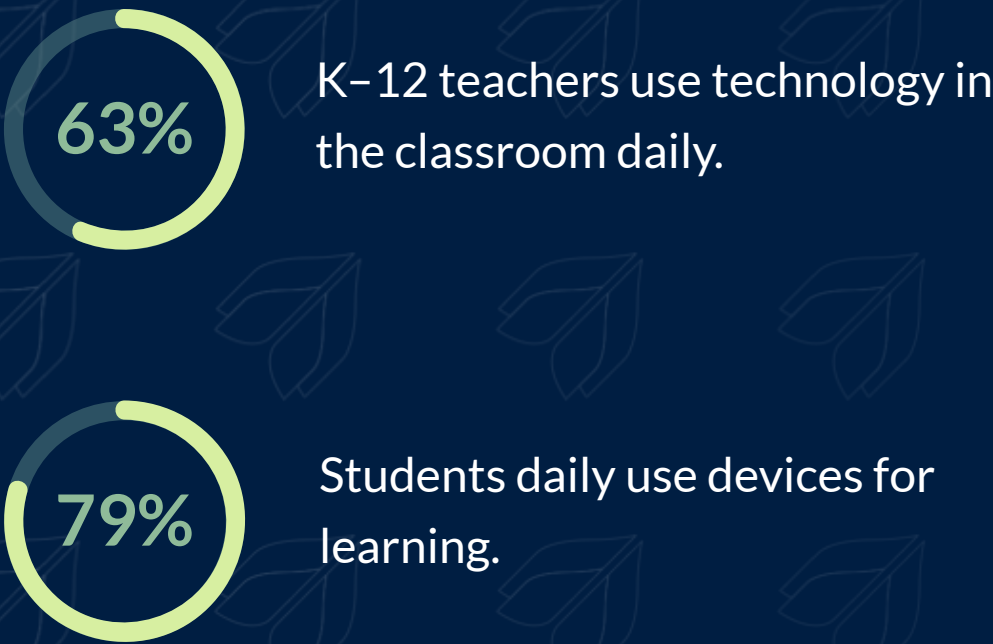 63%
K–12 teachers use technology in
the classroom daily.
79%
Students daily use devices for
learning.